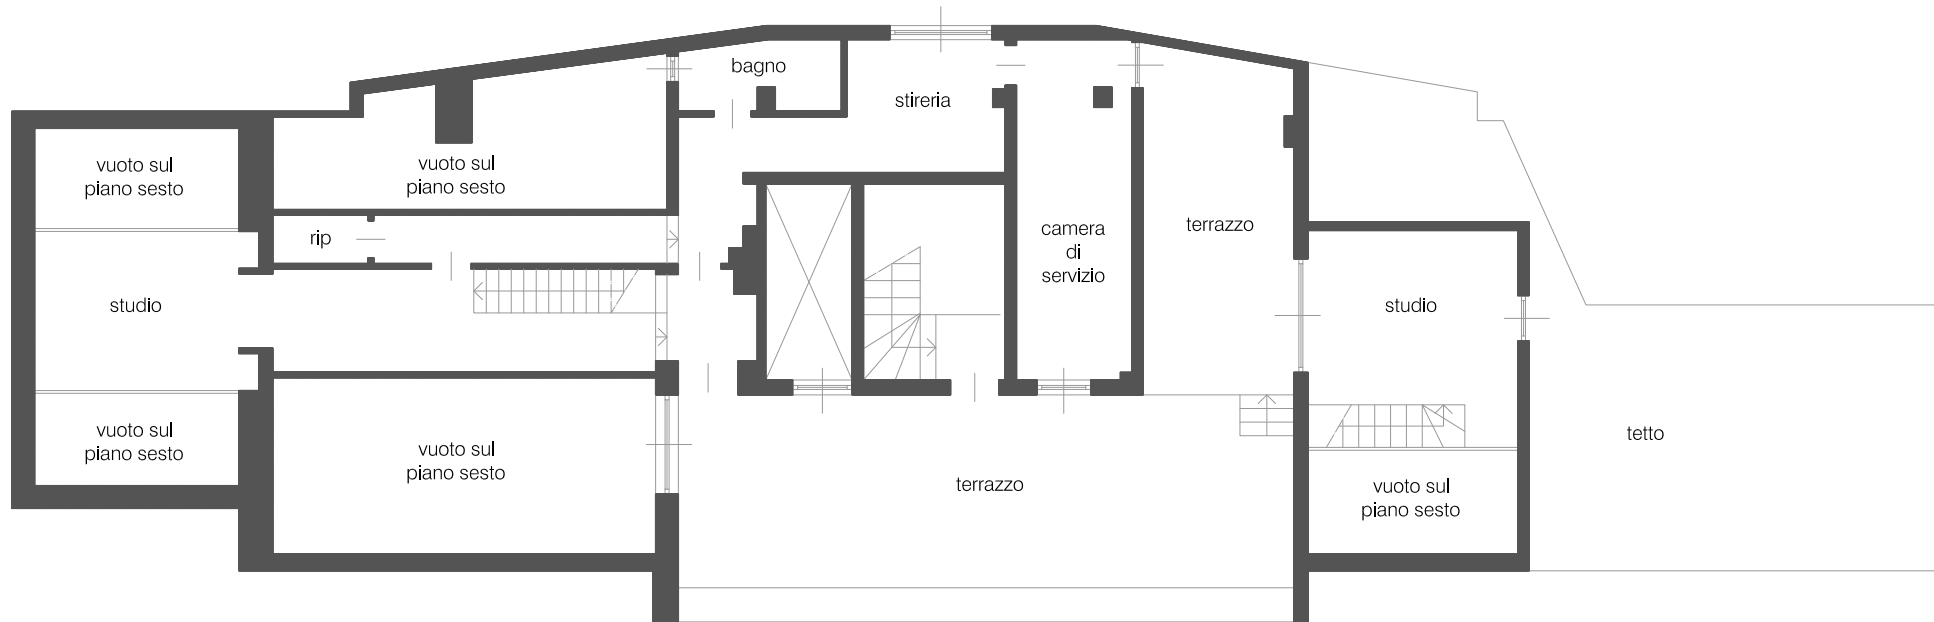 bagno
stireria
vuoto sul
piano sesto
vuoto sul
piano sesto
rip
camera
di
servizio
terrazzo
studio
studio
vuoto sul
piano sesto
vuoto sul
piano sesto
terrazzo
vuoto sul
piano sesto
tetto